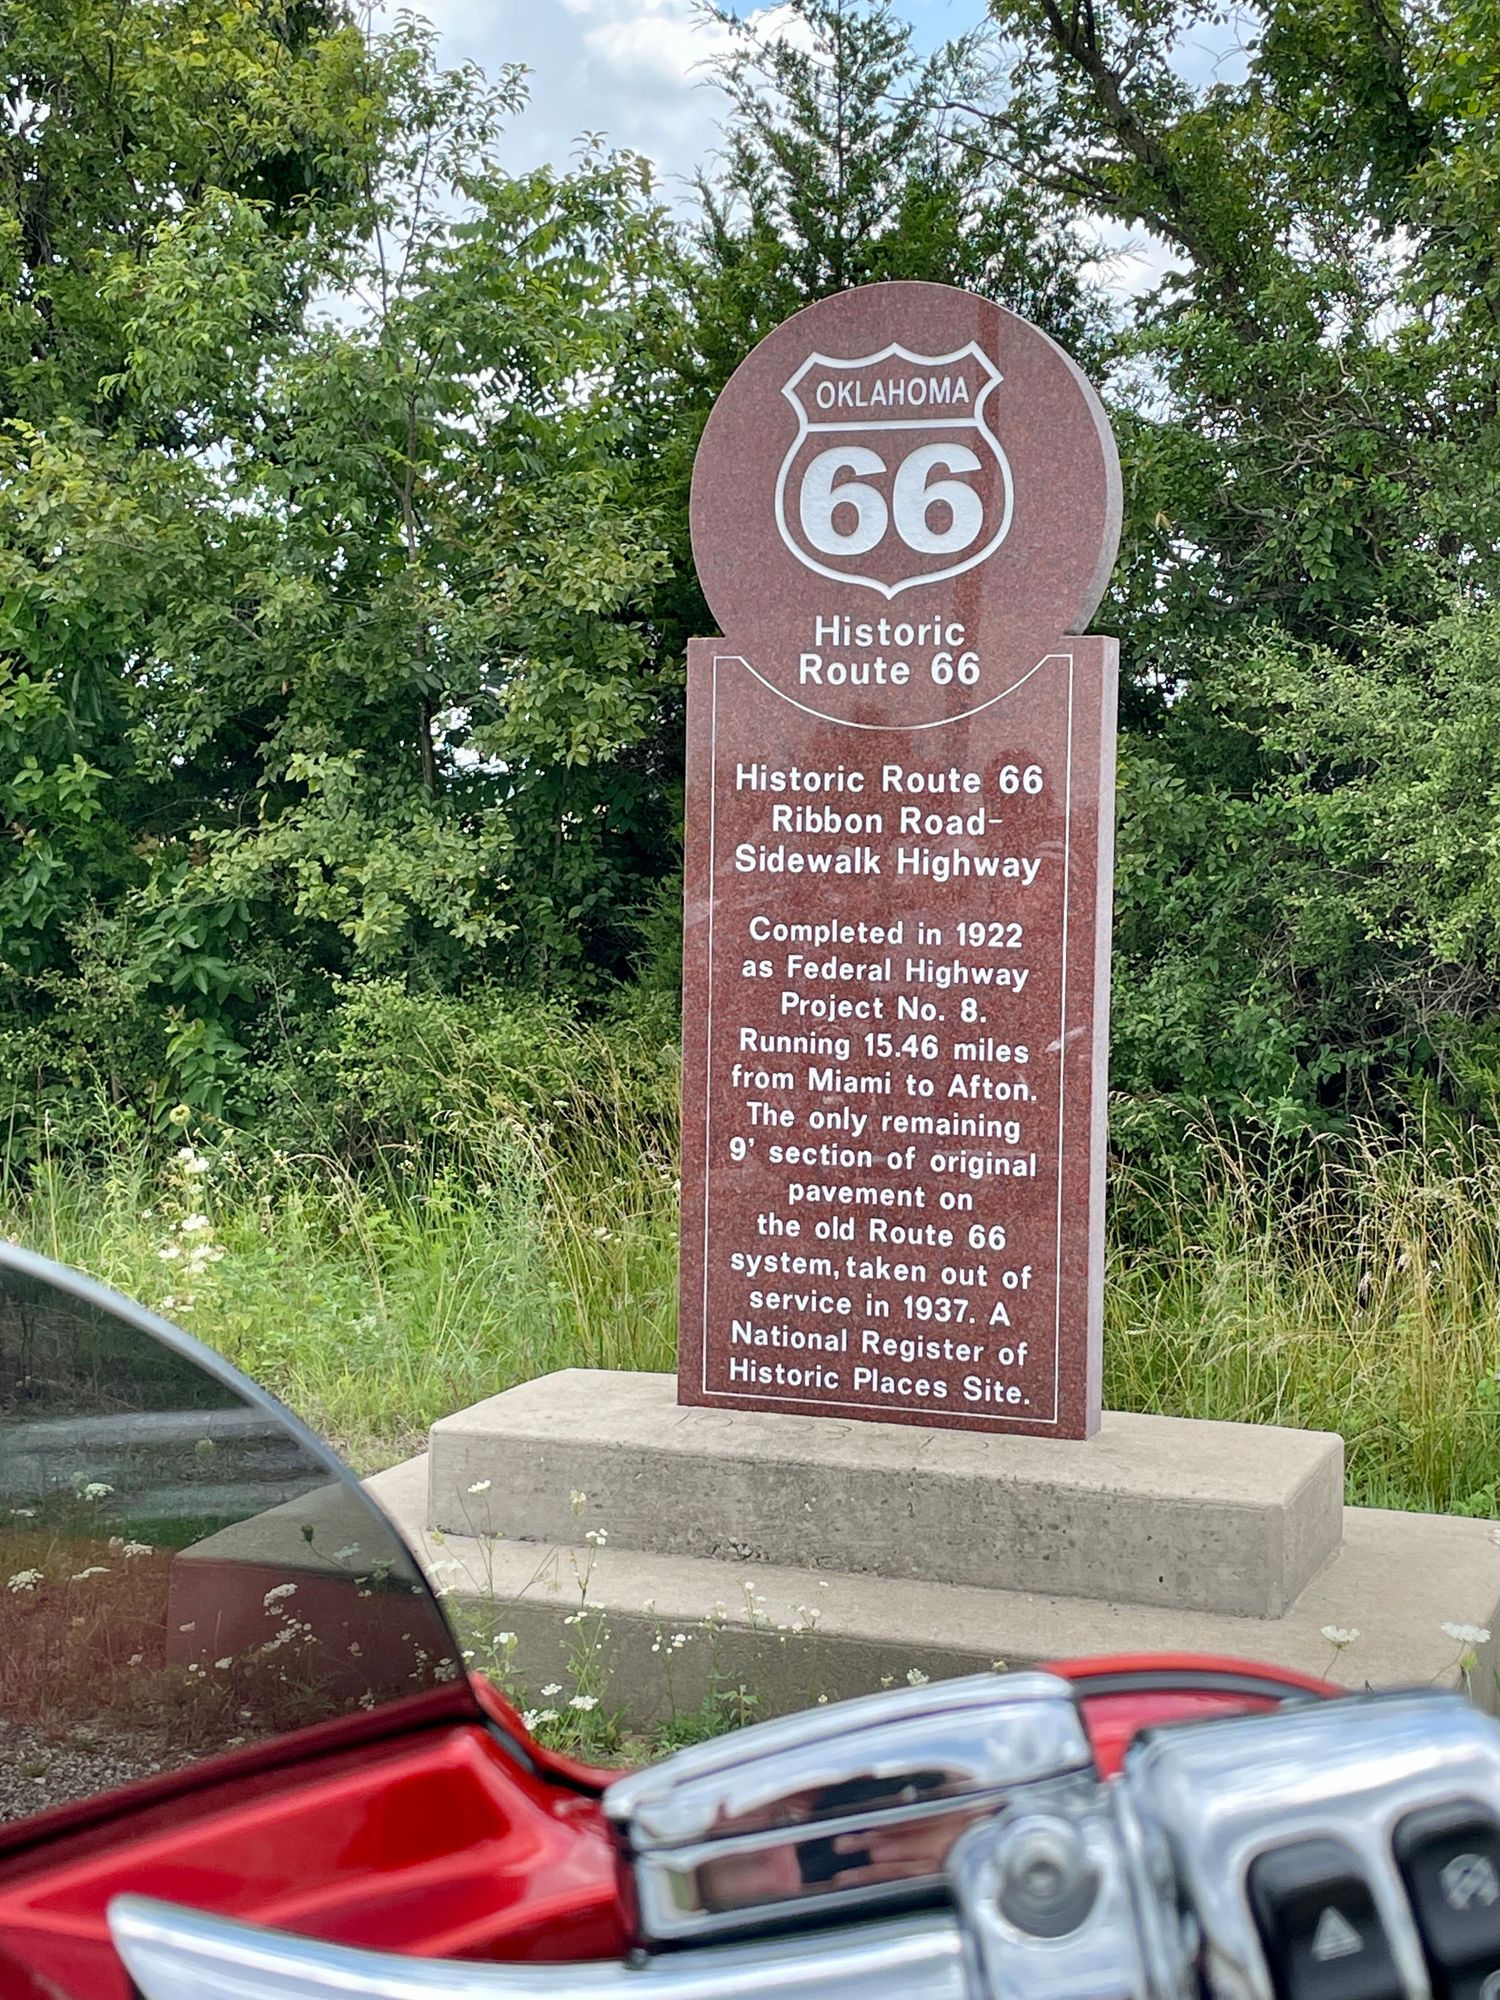 OKLAHOMA
66
Historic
Route 66
Historic Route 66
Ribbon Road-
Sidewalk Highway
Completed in 1922
as Federal Highway
Project No. 8.
Running 15.46 miles
from Miami to Afton.
The only remaining
9' section of original
pavement on
the old Route 66
system, taken out of
service in 1937. A
National Register of
Historic Places Site.